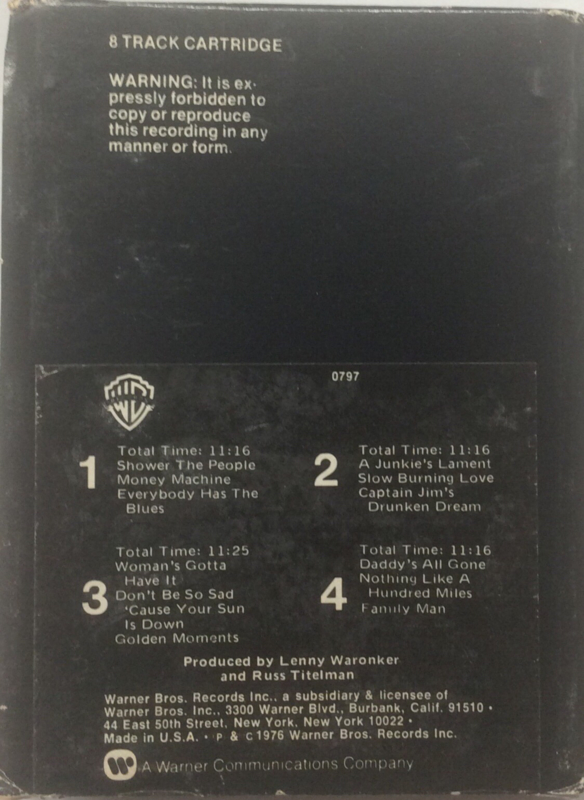 8 TRACK CARTRIDGE
WARNING: It is ex-
pressly forbidden to
copy or reproduce
this recording in any
manner or form.
0797
1
Total Time: 11:16
Shower The People
Money Machine
Everybody Has The
Blues
2
Total Time: 11:16
A Junkie's Lament
Slow Burning Love
Captain Jim's
Drunken Dream
3
Total Time: 11:25
Woman's Gotta
Have It
Don't Be So Sad
'Cause Your Sun
Is Down
Golden Moments
4
Total Time: 11:16
Daddy's All Gone
Nothing Like A
Hundred Miles
Family Man
Produced by Lenny Waronker
and Russ Titelman
Warner Bros. Records Inc., a subsidiary & licensee of
Warner Bros. Inc., 3300 Warner Blvd., Burbank, Calif. 91510 •
44 East 50th Street, New York, New York 10022 •
Made in U.S.A. • P & C 1976 Warner Bros. Records Inc.
A Warner Communications Company